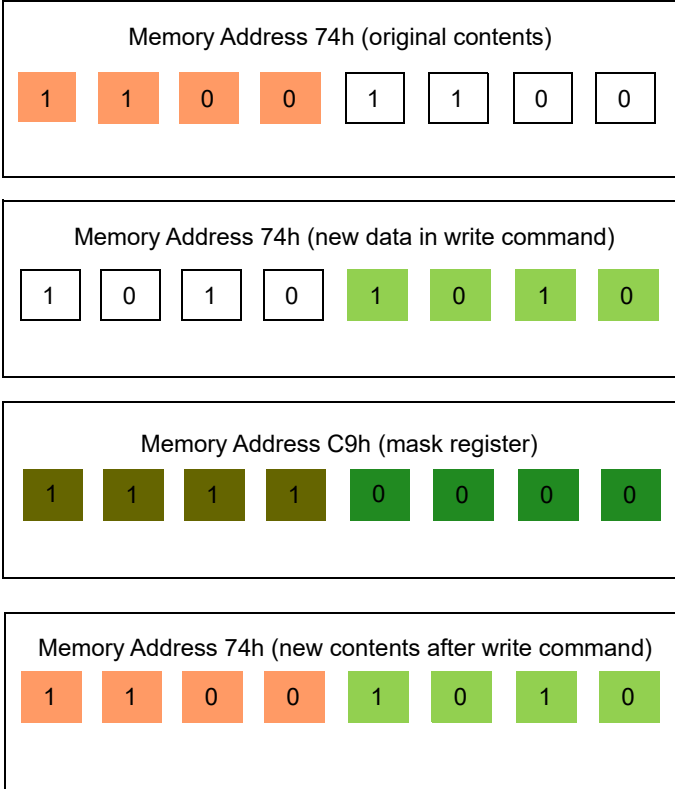 Memory Address 74h (original contents)
1 1 0 0 1 1 0 0
Memory Address 74h (new data in write command)
1 0 1 0 1 0 1 0
Memory Address C9h (mask register)
1 1 1 1 0 0 0 0
Memory Address 74h (new contents after write command)
1 1 0 0 1 0 1 0